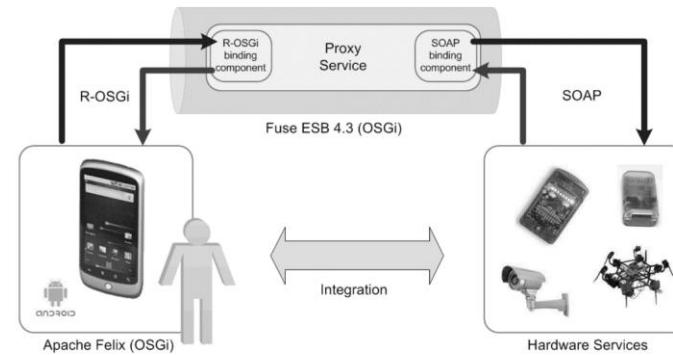 R-OSGi
binding
component
Proxy
Service
SOAP
binding
component
R-OSGi
SOAP
Fuse ESB 4.3 (OSGi)
Integration
ANDROID
Apache Felix (OSGi)
Hardware Services